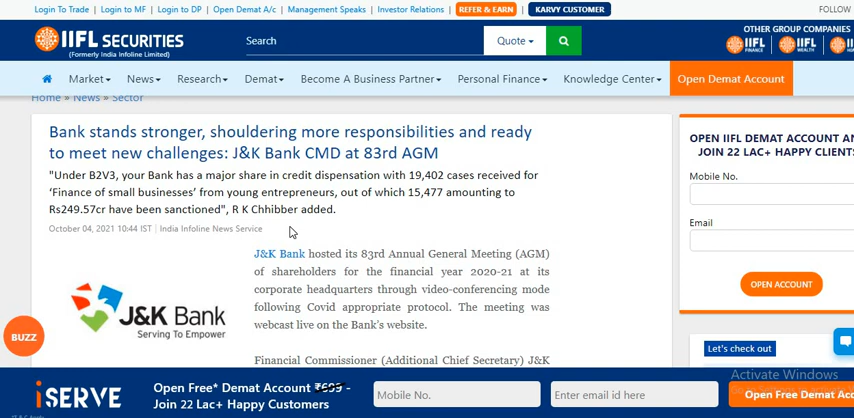 Login To Trade | Login to MF | Login to DP | Open Demat A/c | Management Speaks | Investor Relations | REFER & EARN KARVY CUSTOMER FOLLOW
IIFL SECURITIES
(Formerly India Infoline Limited)
Search Quote
OTHER GROUP COMPANIES
IIFL FINANCE IIFL WEALTH
Market News Research Demat Become A Business Partner Personal Finance Knowledge Center Open Demat Account
Home » News » Sector
Bank stands stronger, shouldering more responsibilities and ready
to meet new challenges: J&K Bank CMD at 83rd AGM
"Under B2V3, your Bank has a major share in credit dispensation with 19,402 cases received for
‘Finance of small businesses’ from young entrepreneurs, out of which 15,477 amounting to
Rs249.57cr have been sanctioned", R K Chhibber added.
October 04, 2021 10:44 IST | India Infoline News Service
J&K Bank
Serving To Empower
J&K Bank hosted its 83rd Annual General Meeting (AGM)
of shareholders for the financial year 2020-21 at its
corporate headquarters through video-conferencing mode
following Covid appropriate protocol. The meeting was
webcast live on the Bank's website.
Financial Commissioner (Additional Chief Secretary) J&K
OPEN IIFL DEMAT ACCOUNT AN
JOIN 22 LAC+ HAPPY CLIENTS
Mobile No.
Email
OPEN ACCOUNT
Let's check out
BUZZ
Activate Windows
iSERVE
Open Free* Demat Account
Join 22 Lac+ Happy Customers
Mobile No.
Enter email id here
Open Free Demat Acc